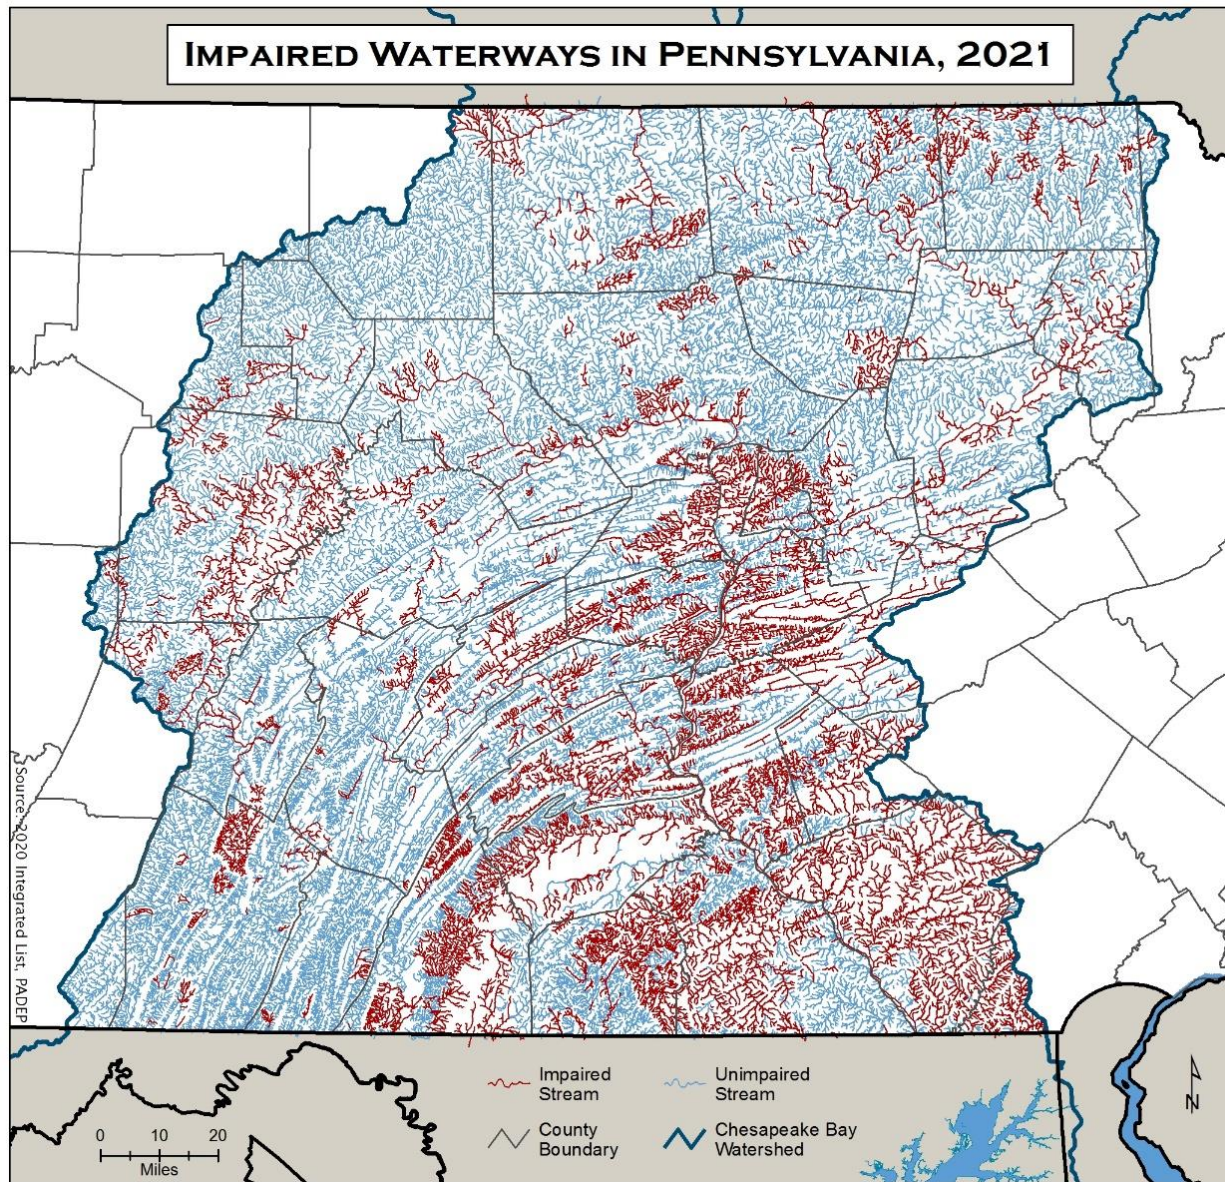 IMPAIRED WATERWAYS IN PENNSYLVANIA, 2021
Source: 2020 Integrated List, PADEP
Impaired
Stream
Unimpaired
Stream
County
Boundary
Chesapeake Bay
Watershed
0 10 20
Miles
N